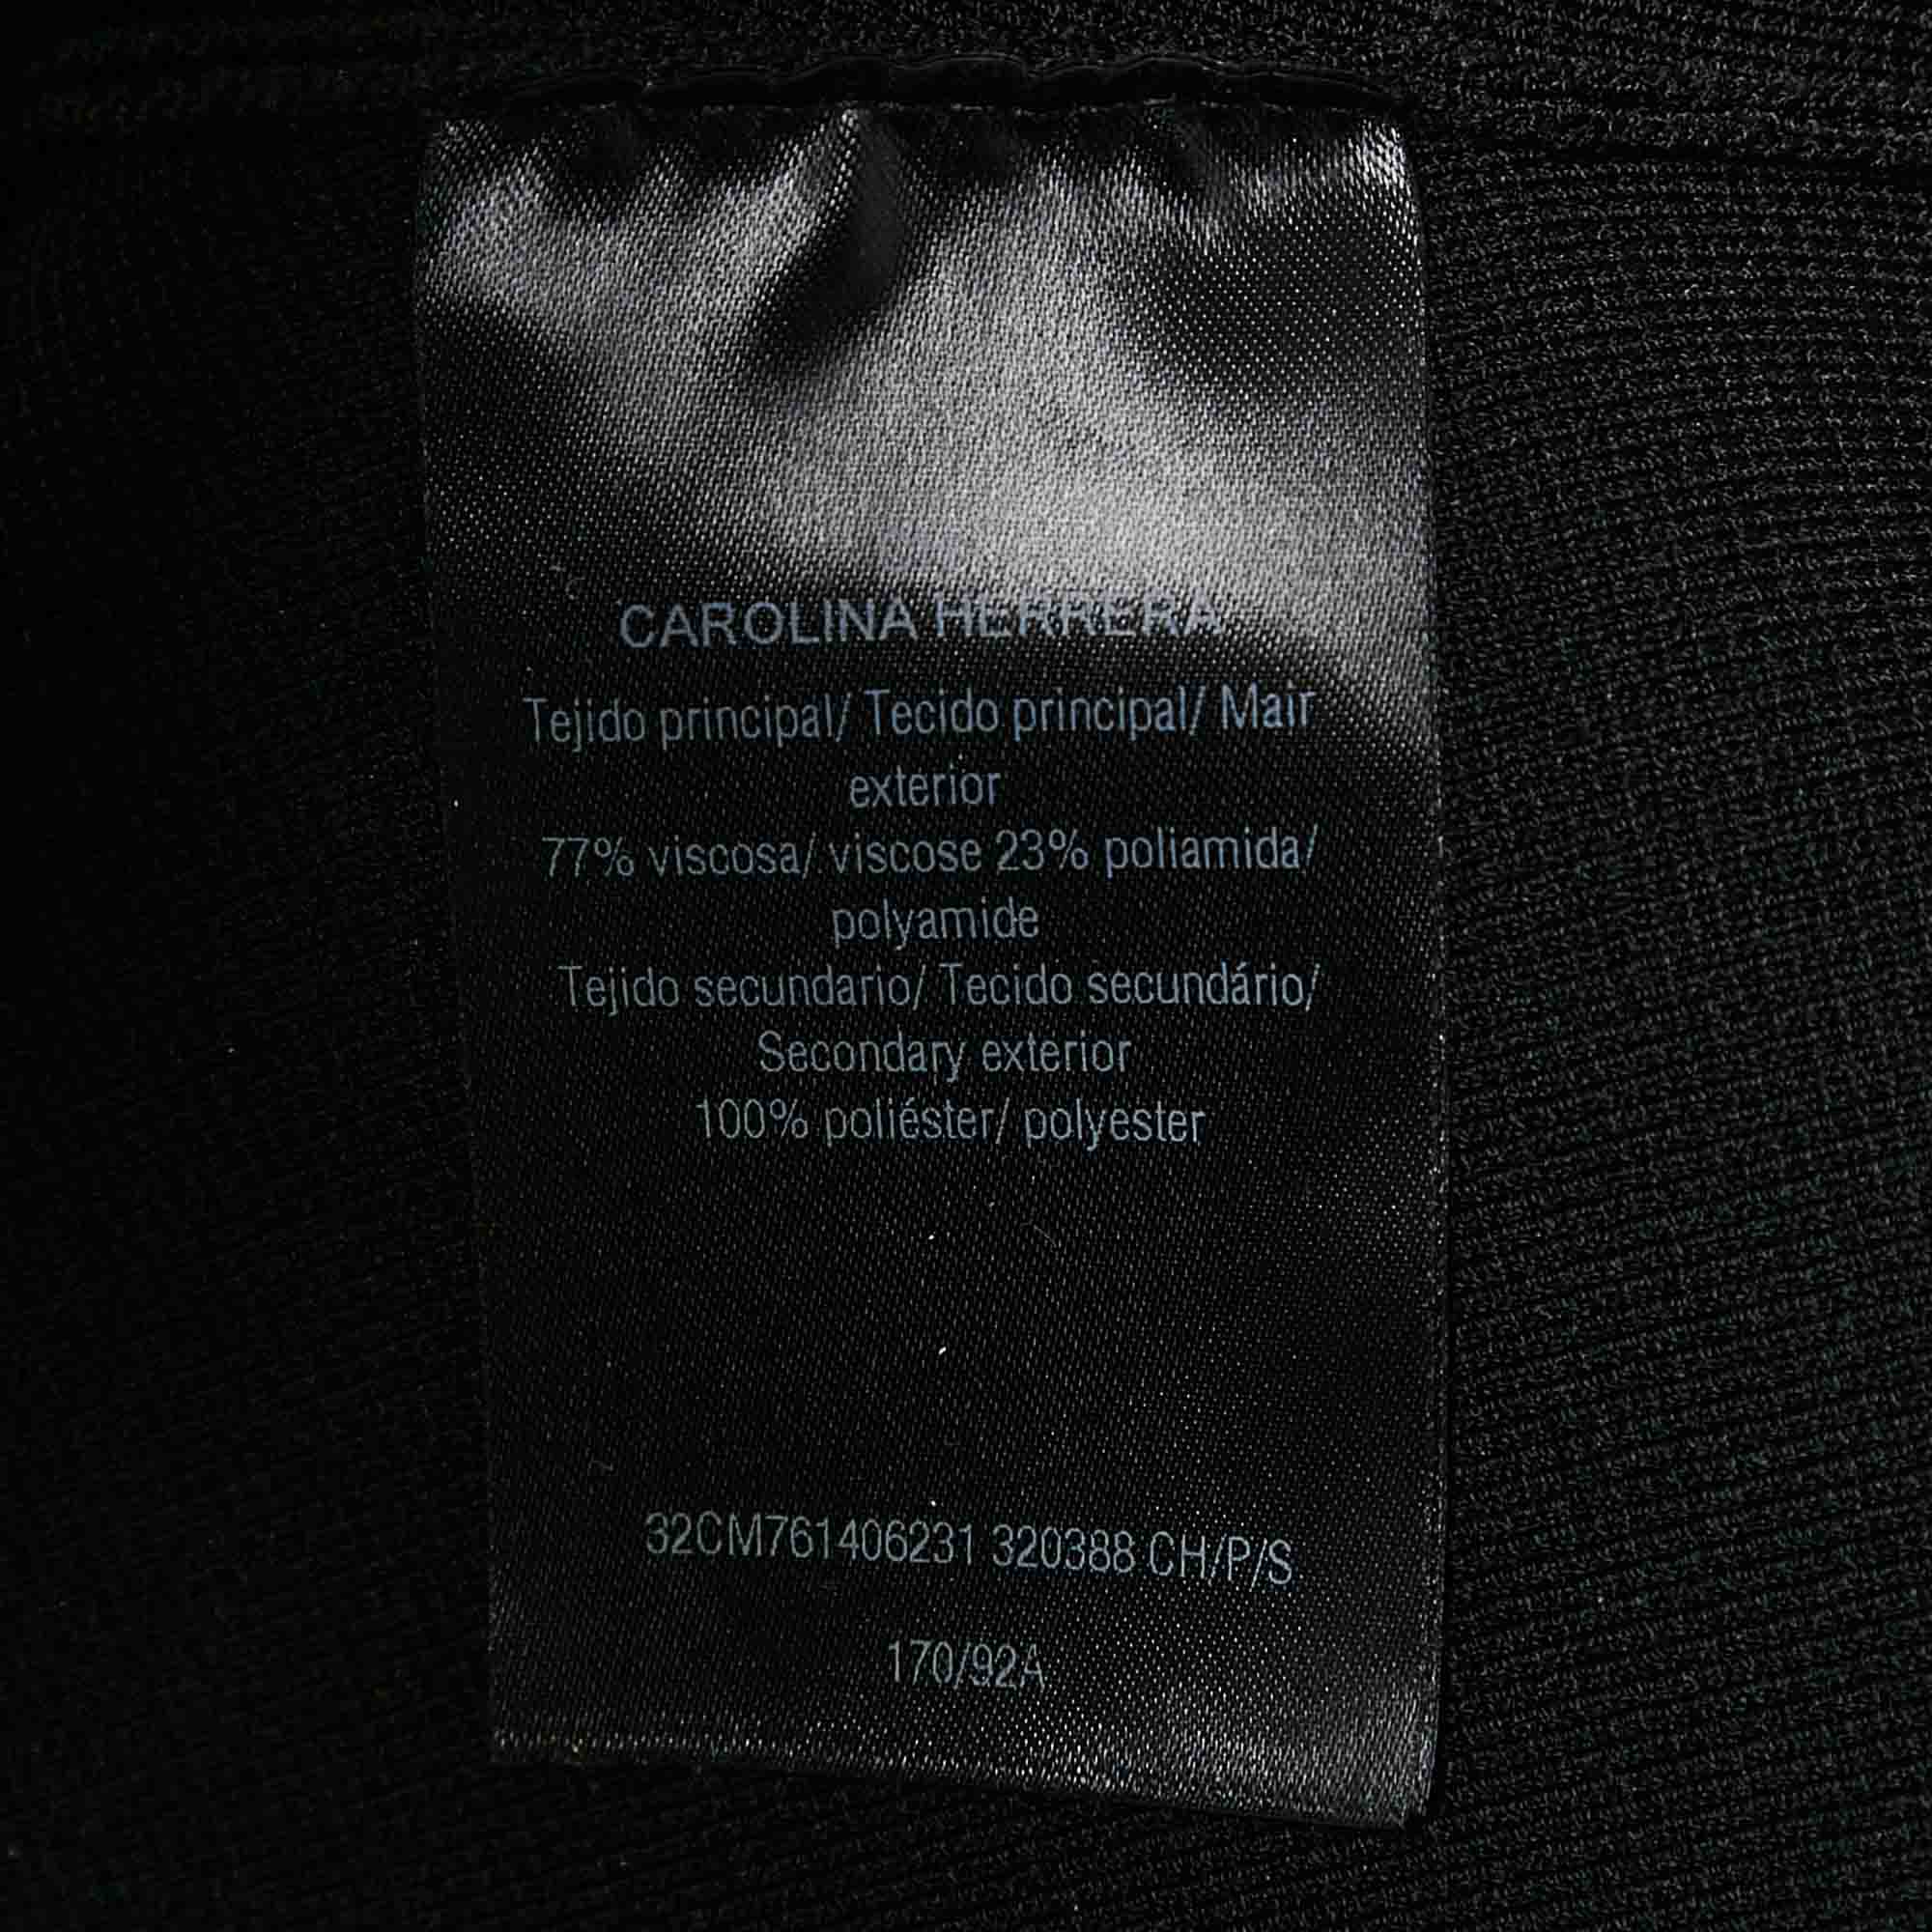 CAROLINA HERRERA
Tejido principal/ Tecido principal/ Mair
exterior
77% viscosa/ viscose 23% poliamida/
polyamide
Tejido secundario/ Tecido secundário/
Secondary exterior
100% poliéster/ polyester
32CM761406231 320388 CH/P/S
170/92A